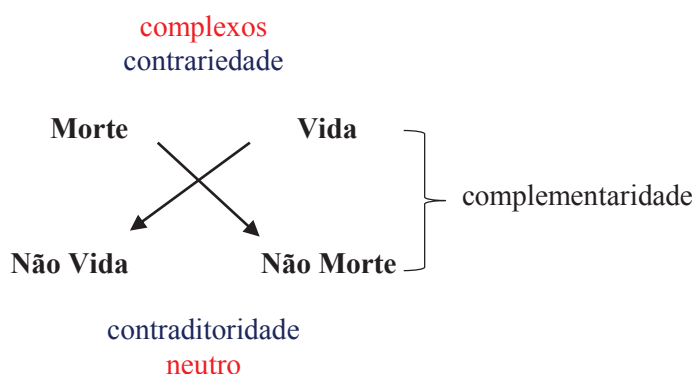 complexos
contrariedade
Morte Vida
complementaridade
Não Vida Não Morte
contraditoridade
neutro